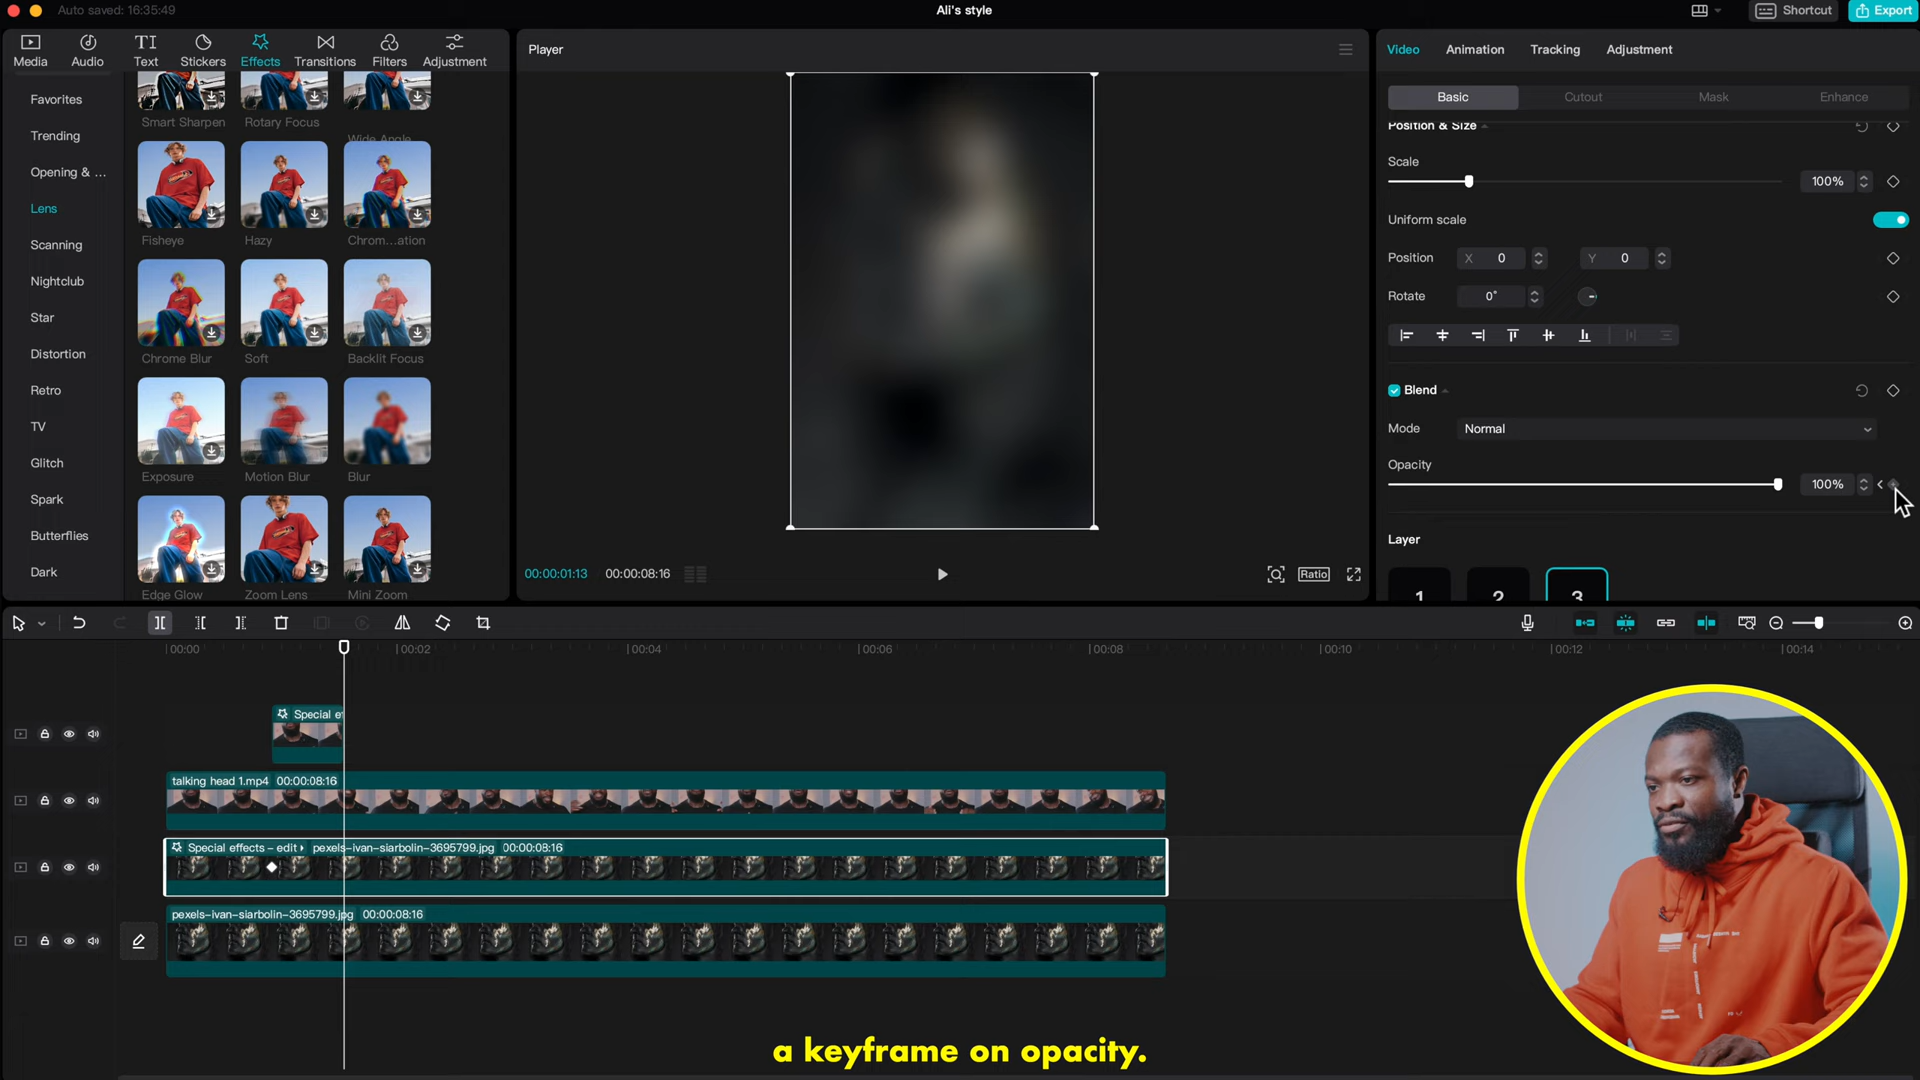 Auto saved: 16:35:49
Ali's style
Shortcut
Export
Media
Audio
Text
Stickers
Effects
Transitions
Filters
Adjustment
Player
Video
Animation
Tracking
Adjustment
Basic
Cutout
Mask
Enhance
Favorites
Trending
Opening & ...
Lens
Scanning
Nightclub
Star
Distortion
Retro
TV
Glitch
Spark
Butterflies
Dark
Smart Sharpen
Rotary Focus
Wide Angle
Fisheye
Hazy
Chrom...ation
Chrome Blur
Soft
Backlit Focus
Exposure
Motion Blur
Blur
Edge Glow
Zoom Lens
Mini Zoom
Position & Size
Scale
100%
Uniform scale
Position
X 0
Y 0
Rotate
0°
Blend
Mode
Normal
Opacity
100%
Layer
1
2
3
00:00:01:13
00:00:08:16
Ratio
00:00
00:02
00:04
00:06
00:08
00:10
00:12
00:14
Special ef
talking head 1.mp4 00:00:08:16
Special effects – edit pexels-ivan-siarbolin-3695799.jpg 00:00:08:16
pexels-ivan-siarbolin-3695799.jpg 00:00:08:16
a keyframe on opacity.